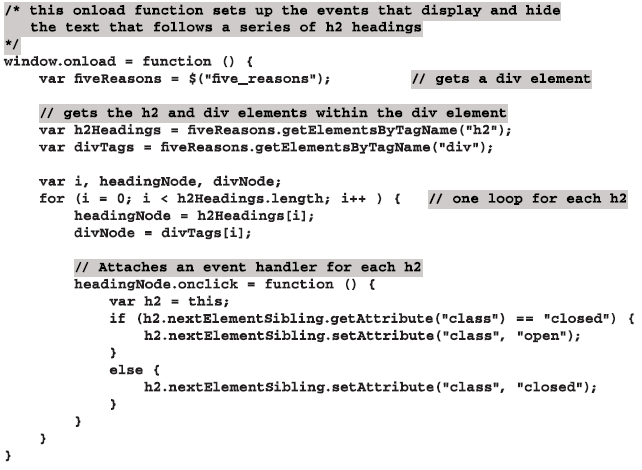 /* this onload function sets up the events that display and hide
   the text that follows a series of h2 headings
*/
window.onload = function () {
    var fiveReasons = $("five_reasons");          // gets a div element

    // gets the h2 and div elements within the div element
    var h2Headings = fiveReasons.getElementsByTagName("h2");
    var divTags = fiveReasons.getElementsByTagName("div");

    var i, headingNode, divNode;
    for (i = 0; i < h2Headings.length; i++ ) {   // one loop for each h2
        headingNode = h2Headings[i];
        divNode = divTags[i];

        // Attaches an event handler for each h2
        headingNode.onclick = function () {
            var h2 = this;
            if (h2.nextElementSibling.getAttribute("class") == "closed") {
                h2.nextElementSibling.setAttribute("class", "open");
            }
            else {
                h2.nextElementSibling.setAttribute("class", "closed");
            }
        }
    }
}